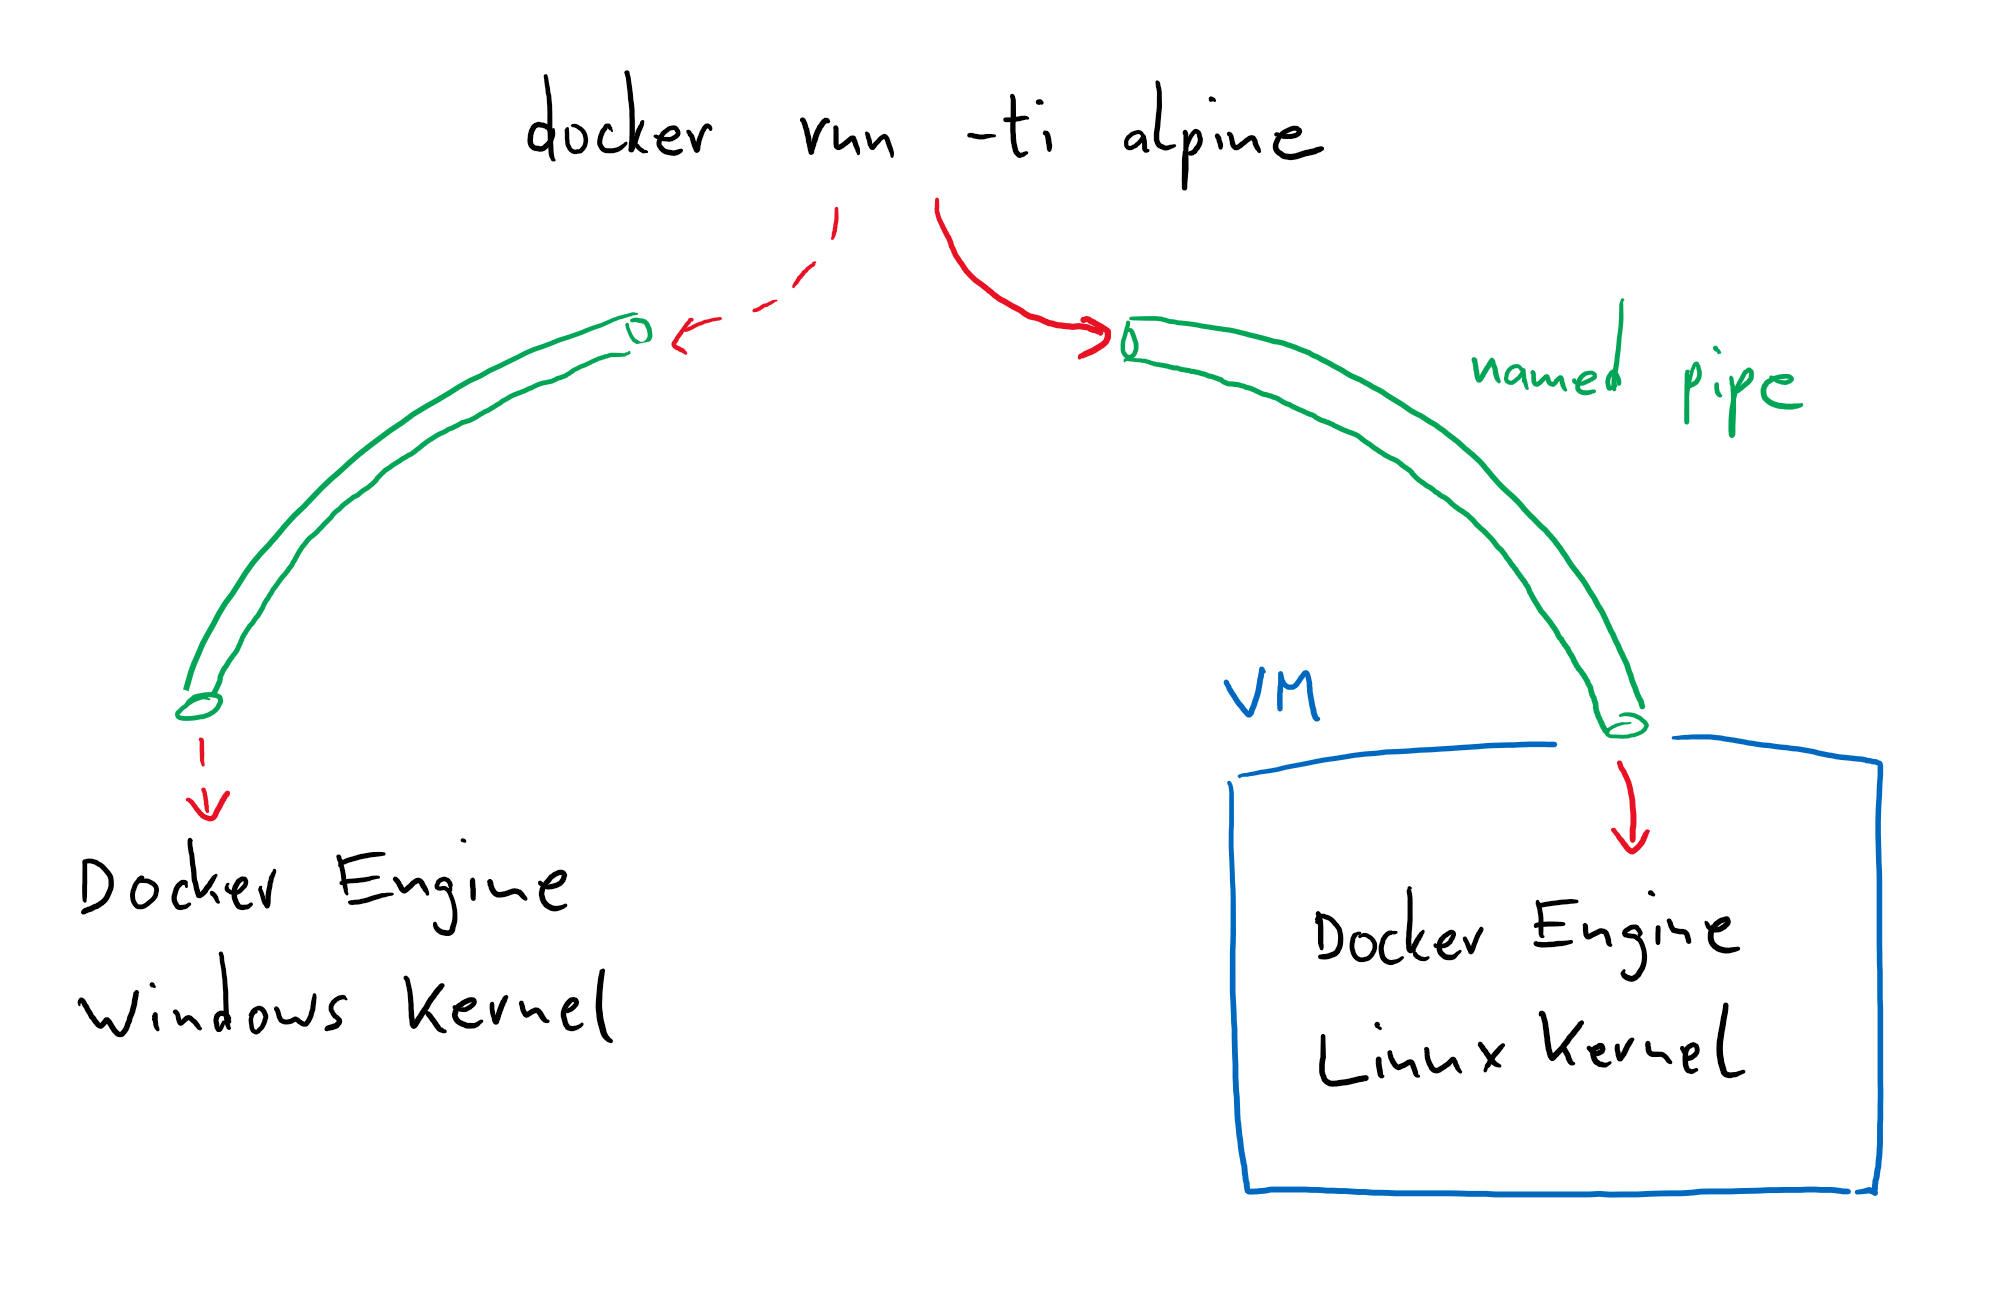 docker run -ti alpine
named pipe
VM
Docker Engine
Windows Kernel
Docker Engine
Linux Kernel